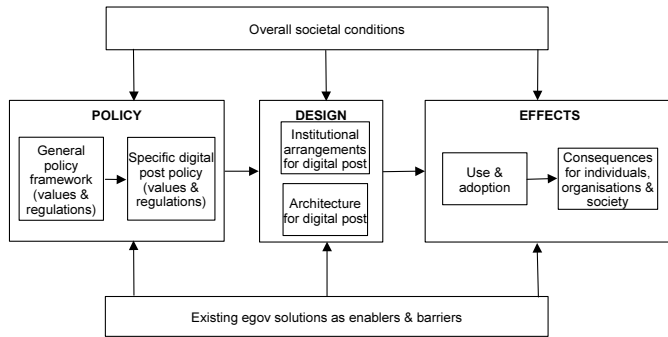 Overall societal conditions
POLICY
General
policy
framework
(values &
regulations)
Specific digital
post policy
(values &
regulations)
DESIGN
Institutional
arrangements
for digital post
Architecture
for digital post
EFFECTS
Use &
adoption
Consequences
for individuals,
organisations &
society
Existing egov solutions as enablers & barriers